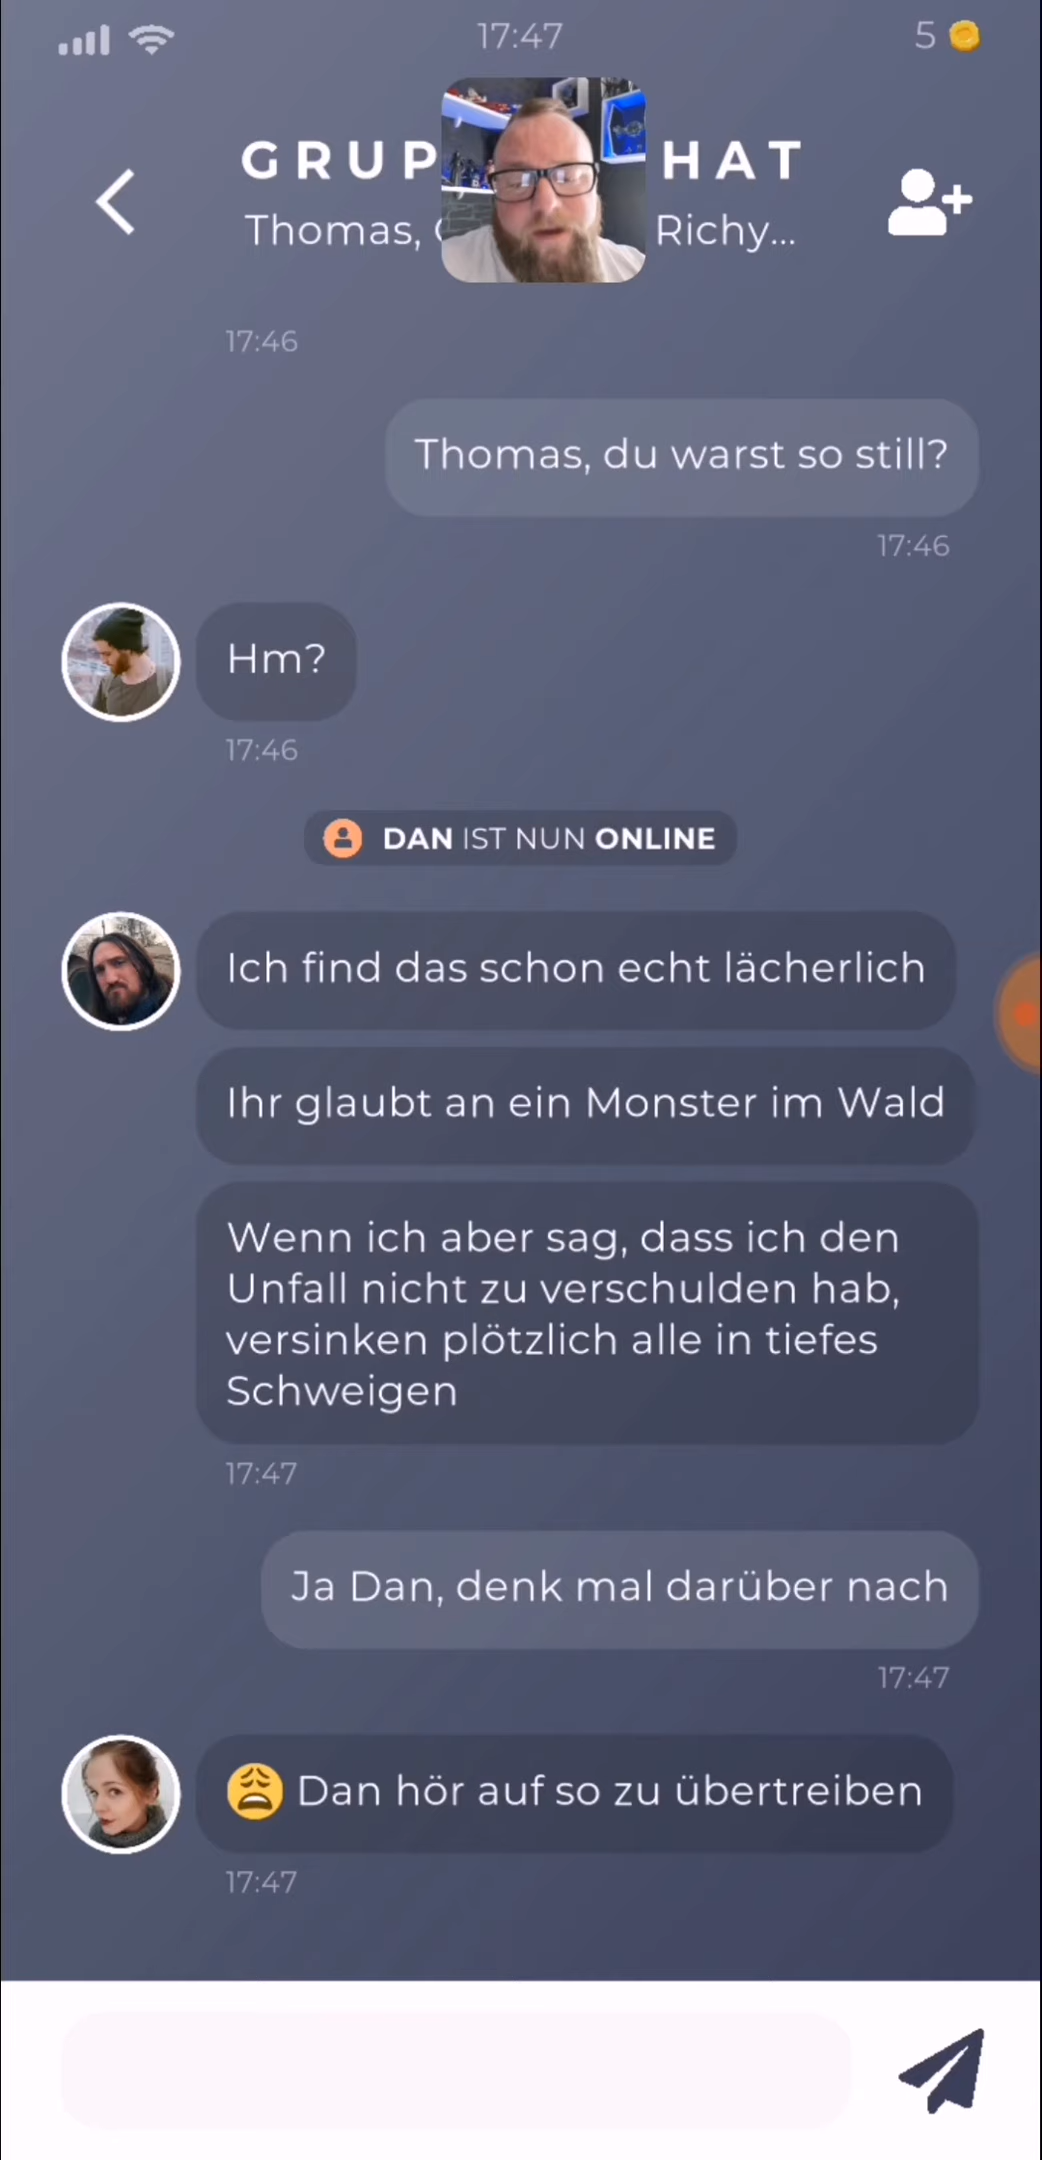 17:47
5
GRUP HAT
Thomas, Richy...
17:46
Thomas, du warst so still?
17:46
Hm?
17:46
DAN IST NUN ONLINE
Ich find das schon echt lächerlich
Ihr glaubt an ein Monster im Wald
Wenn ich aber sag, dass ich den
Unfall nicht zu verschulden hab,
versinken plötzlich alle in tiefes
Schweigen
17:47
Ja Dan, denk mal darüber nach
17:47
😩 Dan hör auf so zu übertreiben
17:47